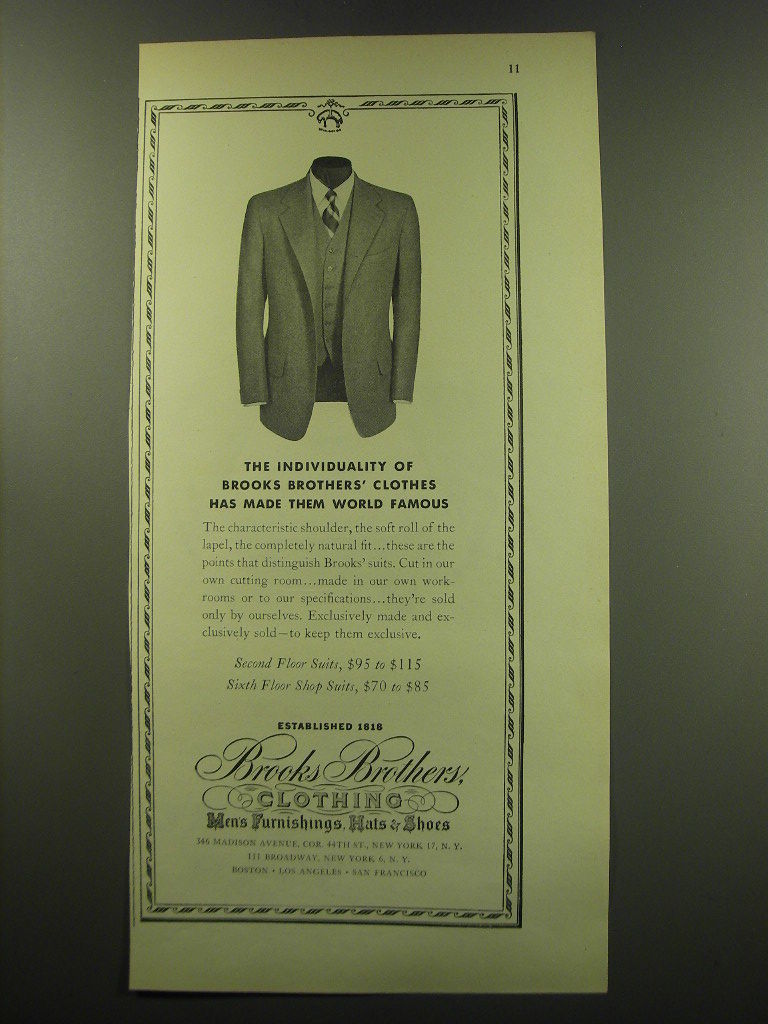 11
THE INDIVIDUALITY OF
BROOKS BROTHERS' CLOTHES
HAS MADE THEM WORLD FAMOUS
The characteristic shoulder, the soft roll of the
lapel, the completely natural fit...these are the
points that distinguish Brooks' suits. Cut in our
own cutting room...made in our own work-
rooms or to our specifications...they're sold
only by ourselves. Exclusively made and ex-
clusively sold—to keep them exclusive.
Second Floor Suits, $95 to $115
Sixth Floor Shop Suits, $70 to $85
ESTABLISHED 1818
Brooks Brothers,
CLOTHING
Men's Furnishings, Hats & Shoes
346 MADISON AVENUE, COR. 44TH ST., NEW YORK 17, N. Y.
111 BROADWAY, NEW YORK 6, N. Y.
BOSTON • LOS ANGELES • SAN FRANCISCO